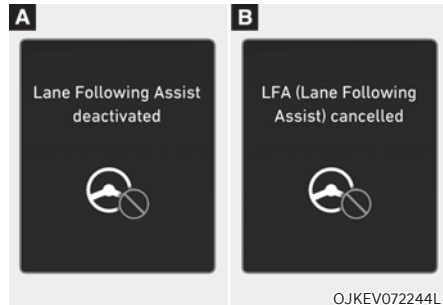 A
Lane Following Assist
deactivated
B
LFA (Lane Following
Assist) cancelled
OJKEV072244L